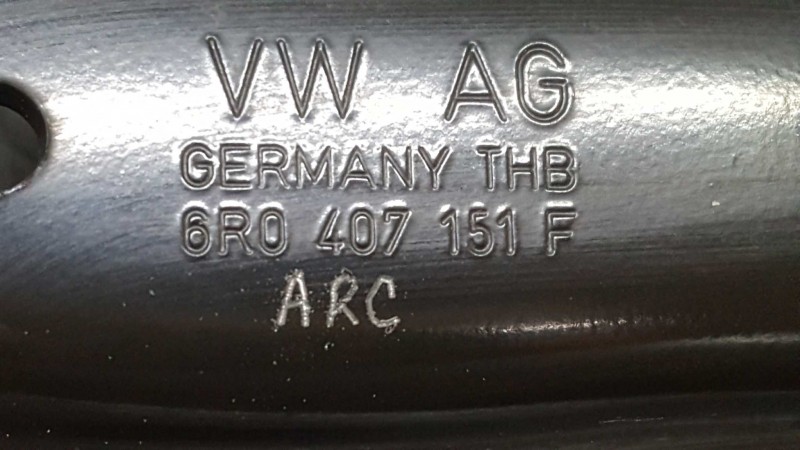 VW AG
GERMANY THB
6R0 407 151 F
ARC